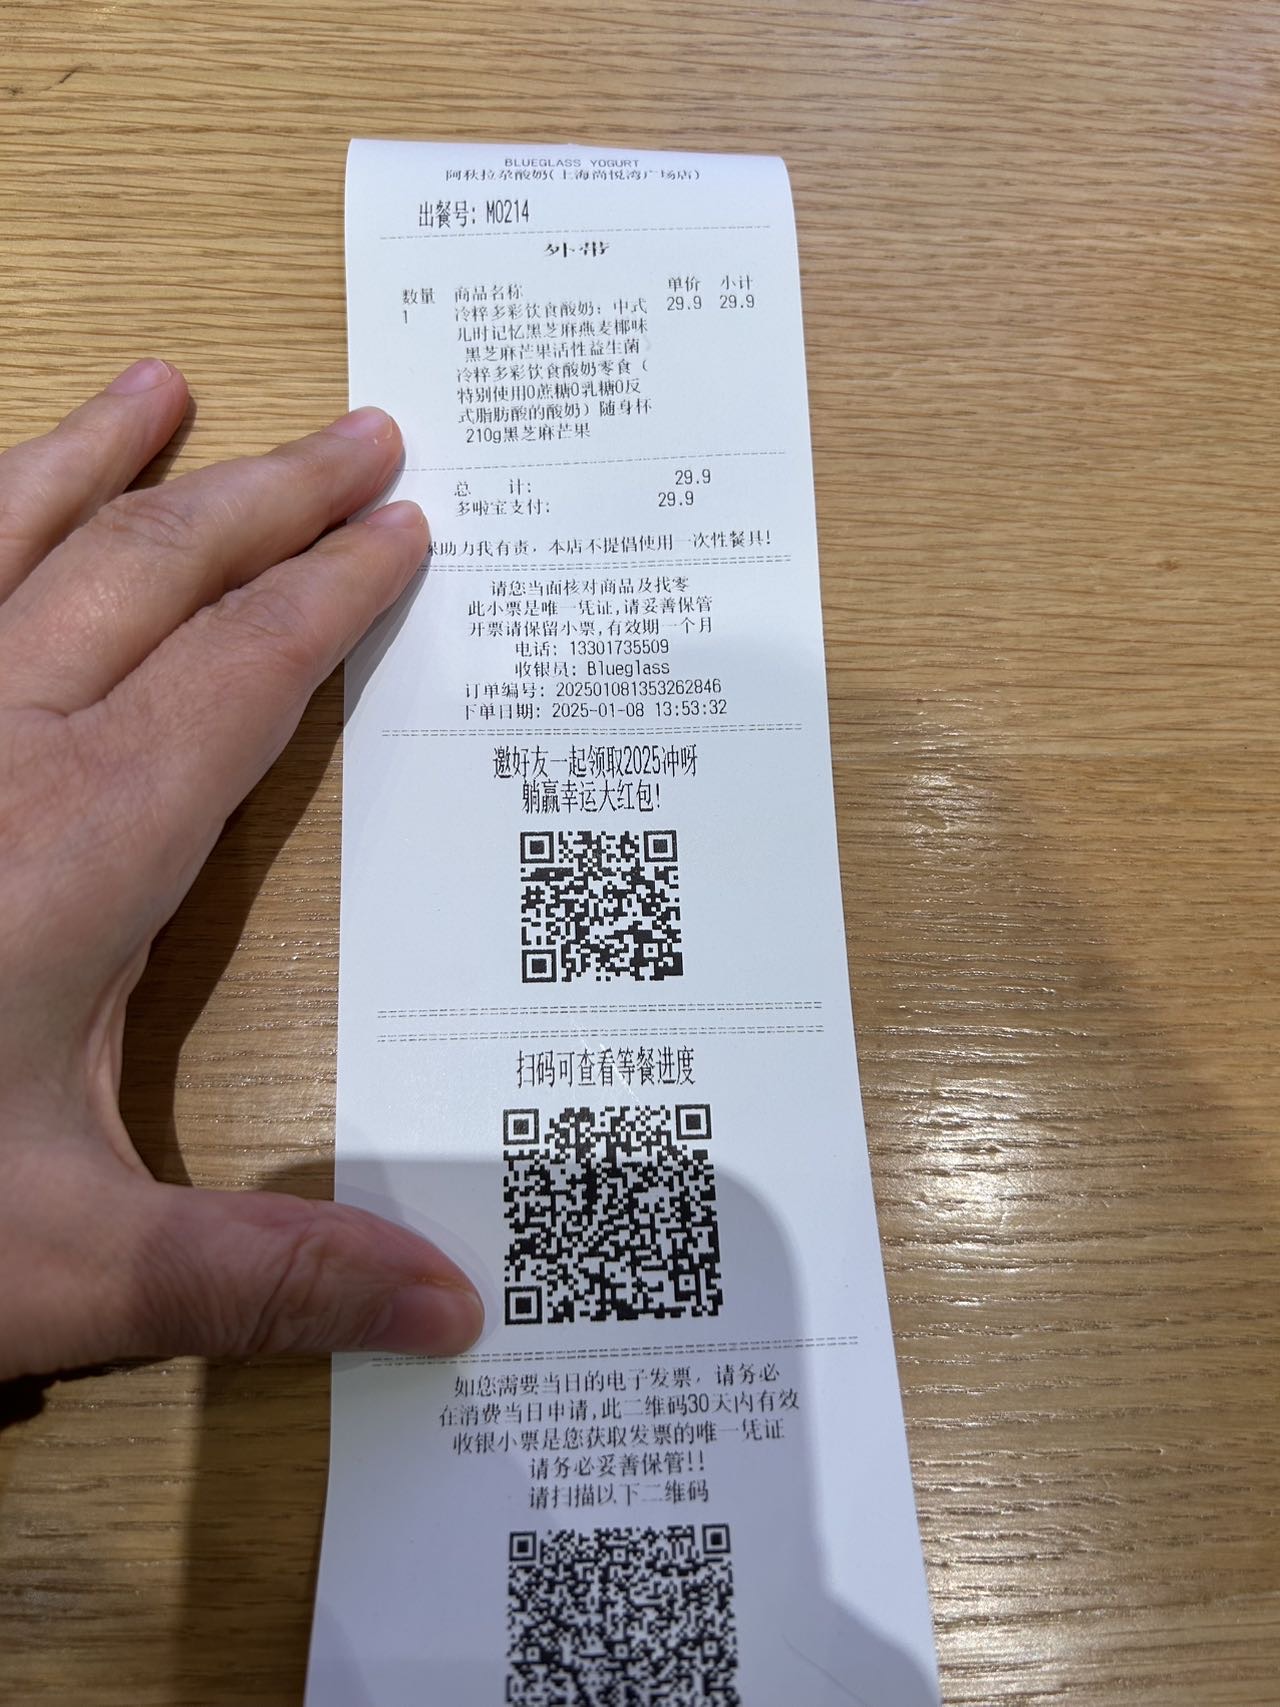 BLUEGLASS YOGURT
阿秋拉尕酸奶(上海尚悦湾广场店)
出餐号: M0214
外带
数量 商品名称 单价 小计
1 冷粹多彩饮食酸奶：中式 29.9 29.9
儿时记忆黑芝麻燕麦椰味
黑芝麻芒果活性益生菌
冷粹多彩饮食酸奶零食（
特别使用0蔗糖0乳糖0反
式脂肪酸的酸奶）随身杯
210g黑芝麻芒果
总 计: 29.9
多啦宝支付: 29.9
保助力我有责，本店不提倡使用一次性餐具!
请您当面核对商品及找零
此小票是唯一凭证,请妥善保管
开票请保留小票,有效期一个月
电话: 13301735509
收银员: Blueglass
订单编号: 202501081353262846
下单日期: 2025-01-08 13:53:32
邀好友一起领取2025冲呀
躺赢幸运大红包!
扫码可查看等餐进度
如您需要当日的电子发票，请务必
在消费当日申请,此二维码30天内有效
收银小票是您获取发票的唯一凭证
请务必妥善保管!!
请扫描以下二维码